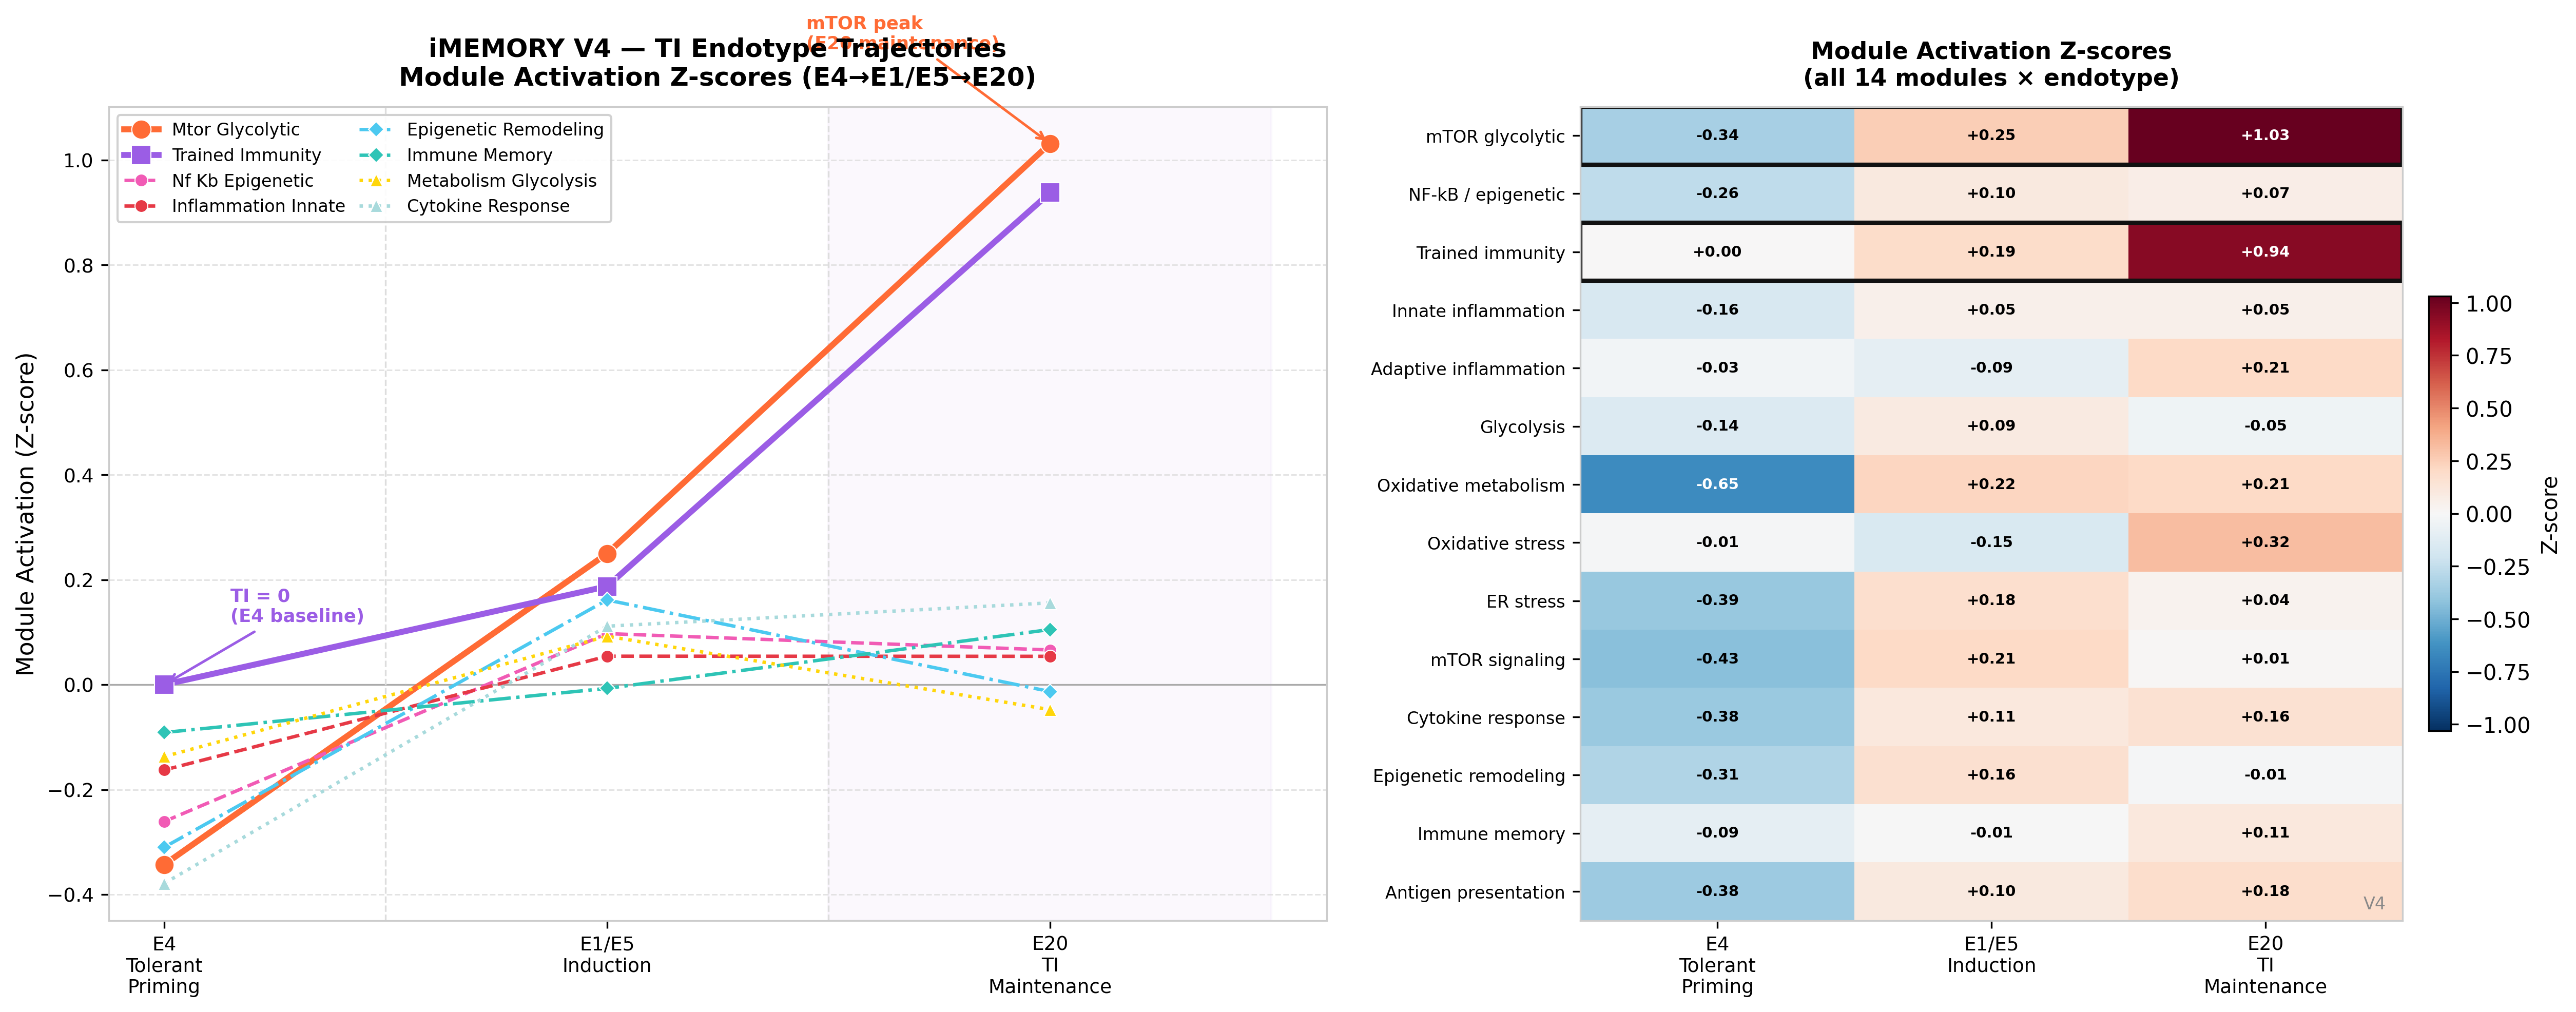 mTOR peak
(E20 maintenance)
iMEMORY V4 — TI Endotype Trajectories
Module Activation Z-scores (E4→E1/E5→E20)
Mtor Glycolytic
Trained Immunity
Nf Kb Epigenetic
Inflammation Innate
Epigenetic Remodeling
Immune Memory
Metabolism Glycolysis
Cytokine Response
Module Activation (Z-score)
1.0
0.8
0.6
0.4
0.2
0.0
−0.2
−0.4
TI = 0
(E4 baseline)
E4
Tolerant
Priming
E1/E5
Induction
E20
TI
Maintenance
Module Activation Z-scores
(all 14 modules × endotype)
mTOR glycolytic -0.34 +0.25 +1.03
NF-kB / epigenetic -0.26 +0.10 +0.07
Trained immunity +0.00 +0.19 +0.94
Innate inflammation -0.16 +0.05 +0.05
Adaptive inflammation -0.03 -0.09 +0.21
Glycolysis -0.14 +0.09 -0.05
Oxidative metabolism -0.65 +0.22 +0.21
Oxidative stress -0.01 -0.15 +0.32
ER stress -0.39 +0.18 +0.04
mTOR signaling -0.43 +0.21 +0.01
Cytokine response -0.38 +0.11 +0.16
Epigenetic remodeling -0.31 +0.16 -0.01
Immune memory -0.09 -0.01 +0.11
Antigen presentation -0.38 +0.10 +0.18
V4
E4
Tolerant
Priming
E1/E5
Induction
E20
TI
Maintenance
1.00
0.75
0.50
0.25
0.00
−0.25
−0.50
−0.75
−1.00
Z-score